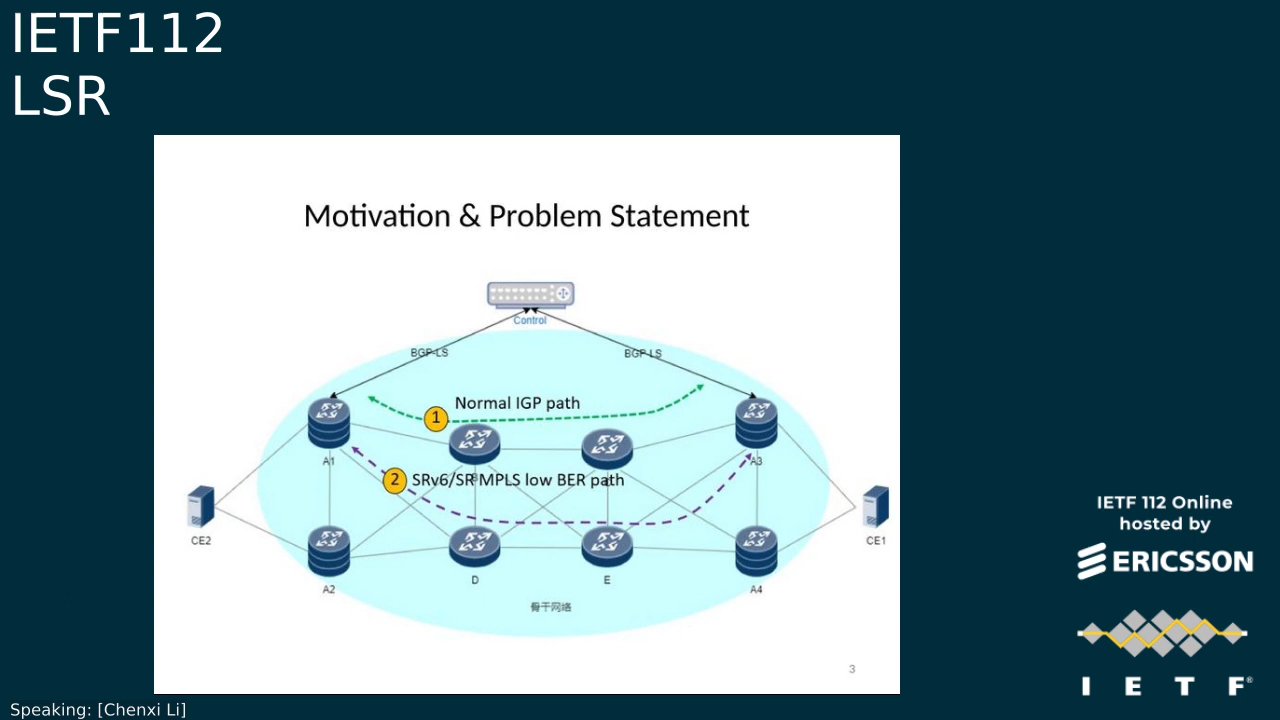 IETF112
LSR
Motivation & Problem Statement
Control
BGP-LS
BGP-LS
Normal IGP path
1
A1
A3
2
SRv6/SR MPLS low BER path
CE2
CE1
A2
D
E
A4
骨干网络
3
IETF 112 Online
hosted by
ERICSSON
I E T F®
Speaking: [Chenxi Li]